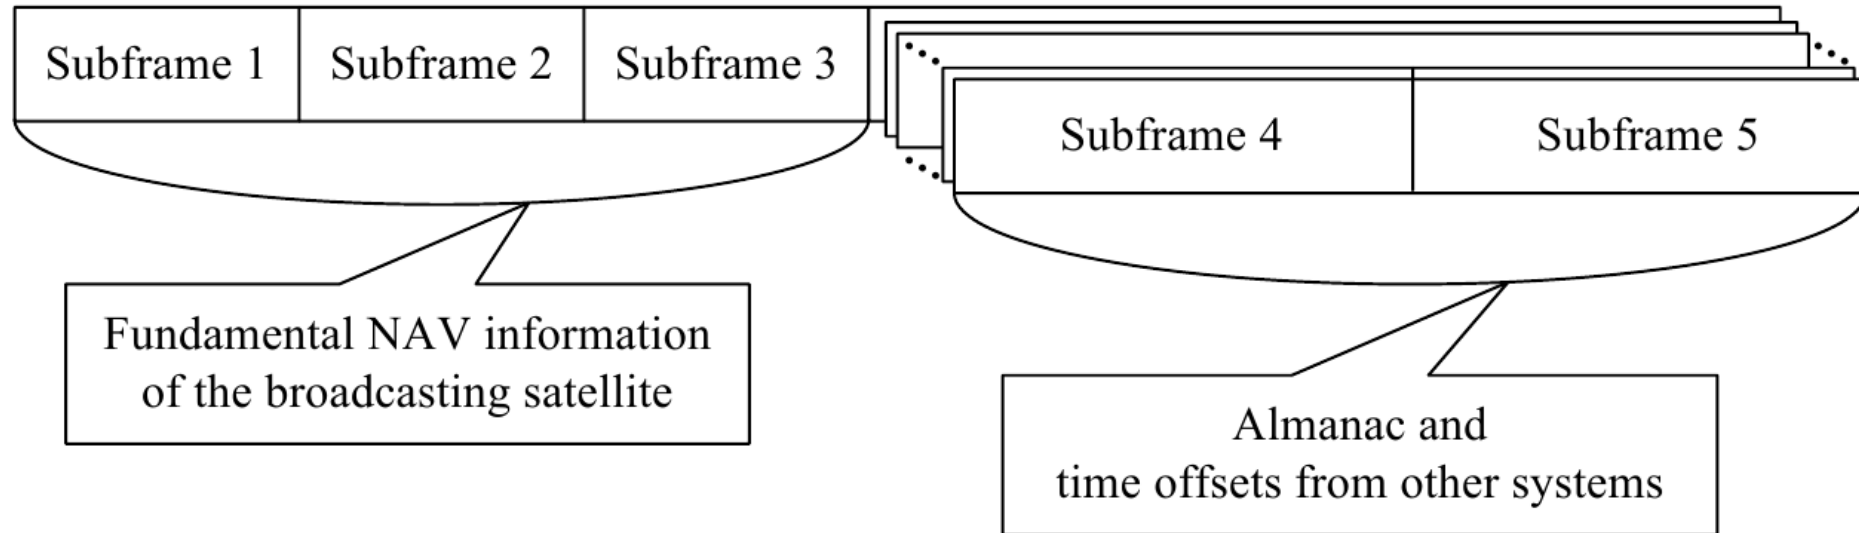 Subframe 1
Subframe 2
Subframe 3
Subframe 4
Subframe 5
Fundamental NAV information
of the broadcasting satellite
Almanac and
time offsets from other systems